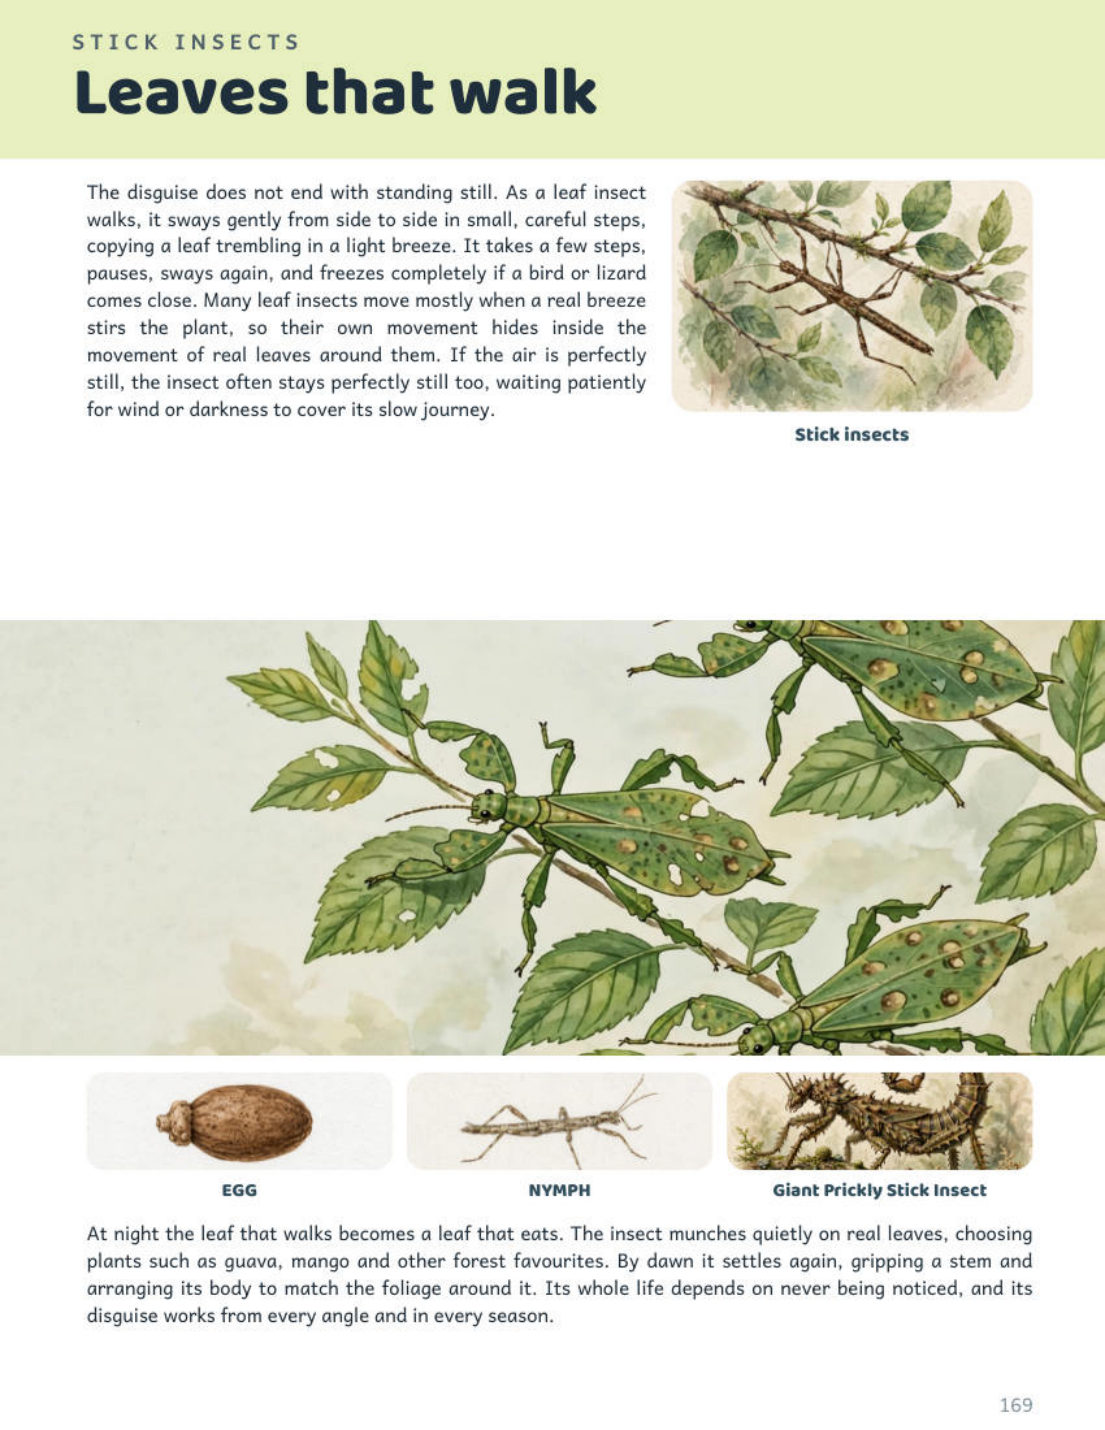 STICK INSECTS
Leaves that walk
The disguise does not end with standing still. As a leaf insect
walks, it sways gently from side to side in small, careful steps,
copying a leaf trembling in a light breeze. It takes a few steps,
pauses, sways again, and freezes completely if a bird or lizard
comes close. Many leaf insects move mostly when a real breeze
stirs the plant, so their own movement hides inside the
movement of real leaves around them. If the air is perfectly
still, the insect often stays perfectly still too, waiting patiently
for wind or darkness to cover its slow journey.
Stick insects
EGG
NYMPH
Giant Prickly Stick Insect
At night the leaf that walks becomes a leaf that eats. The insect munches quietly on real leaves, choosing
plants such as guava, mango and other forest favourites. By dawn it settles again, gripping a stem and
arranging its body to match the foliage around it. Its whole life depends on never being noticed, and its
disguise works from every angle and in every season.
169